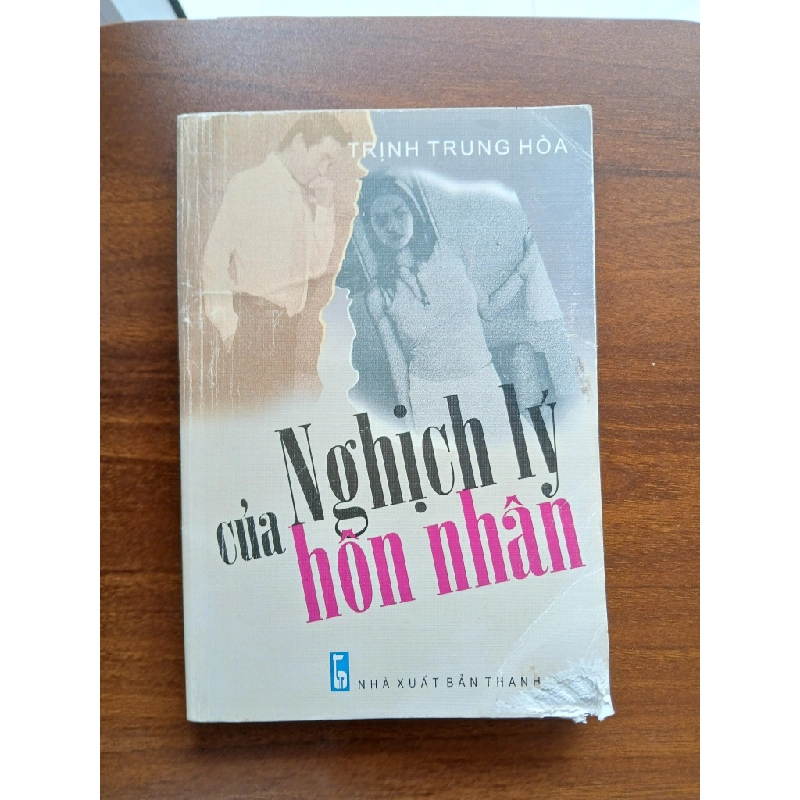 TRỊNH TRUNG HÒA
Nghịch lý
của
hôn nhân
NHÀ XUẤT BẢN THANH